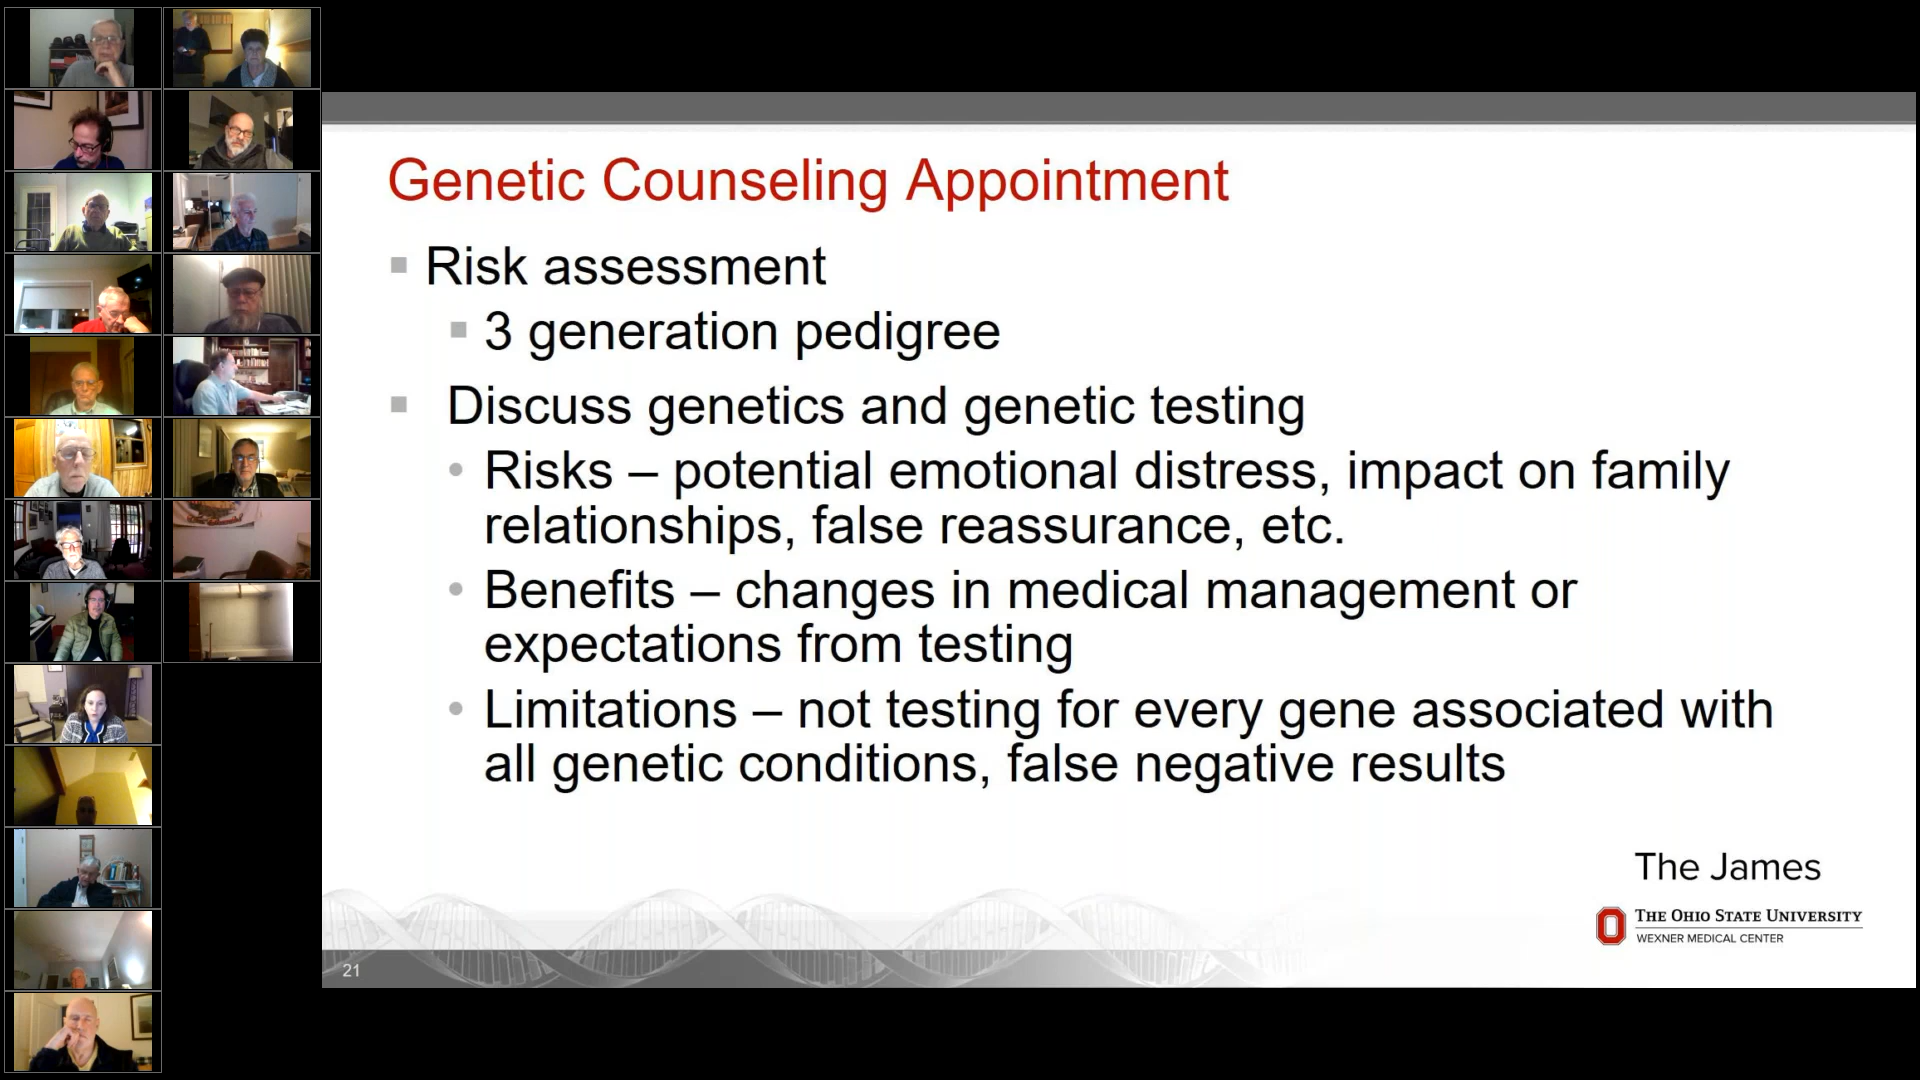 Genetic Counseling Appointment
Risk assessment
3 generation pedigree
Discuss genetics and genetic testing
Risks – potential emotional distress, impact on family
relationships, false reassurance, etc.
Benefits – changes in medical management or
expectations from testing
Limitations – not testing for every gene associated with
all genetic conditions, false negative results
The James
THE OHIO STATE UNIVERSITY
WEXNER MEDICAL CENTER
21